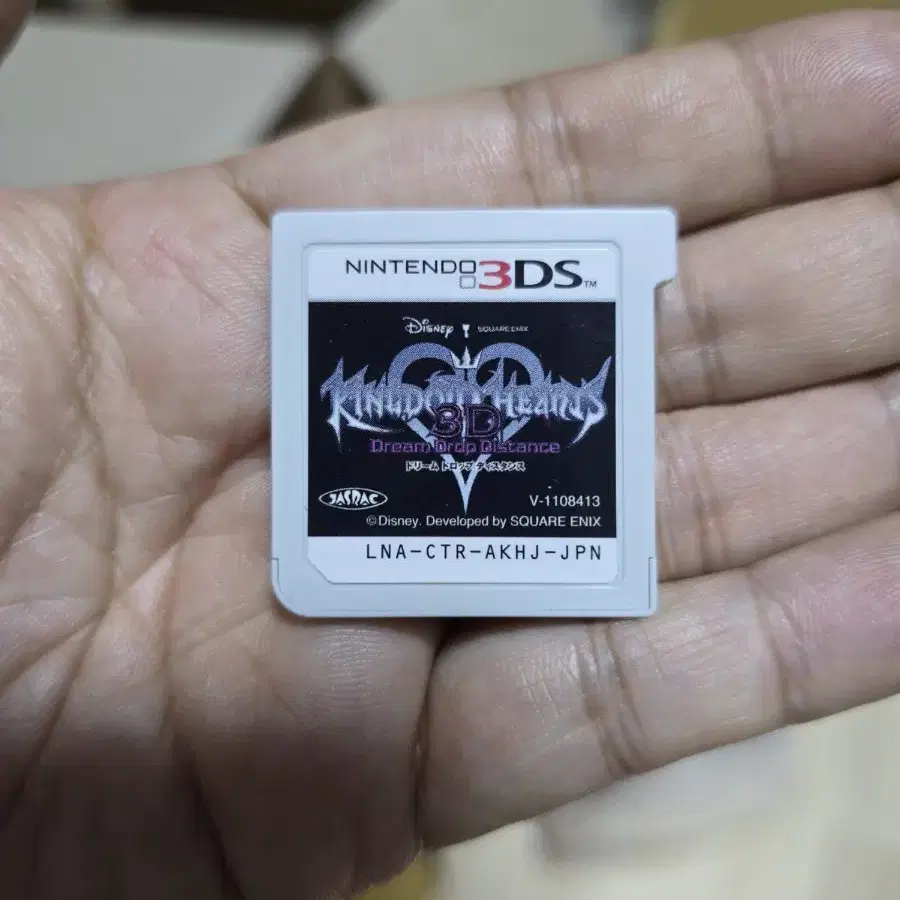 NINTENDO 3DS™
Disney SQUARE ENIX
KINGDOM HEARTS
3D
Dream Drop Distance
ドリーム ドロップ ディスタンス
JASRAC
V-1108413
©Disney. Developed by SQUARE ENIX
LNA-CTR-AKHJ-JPN